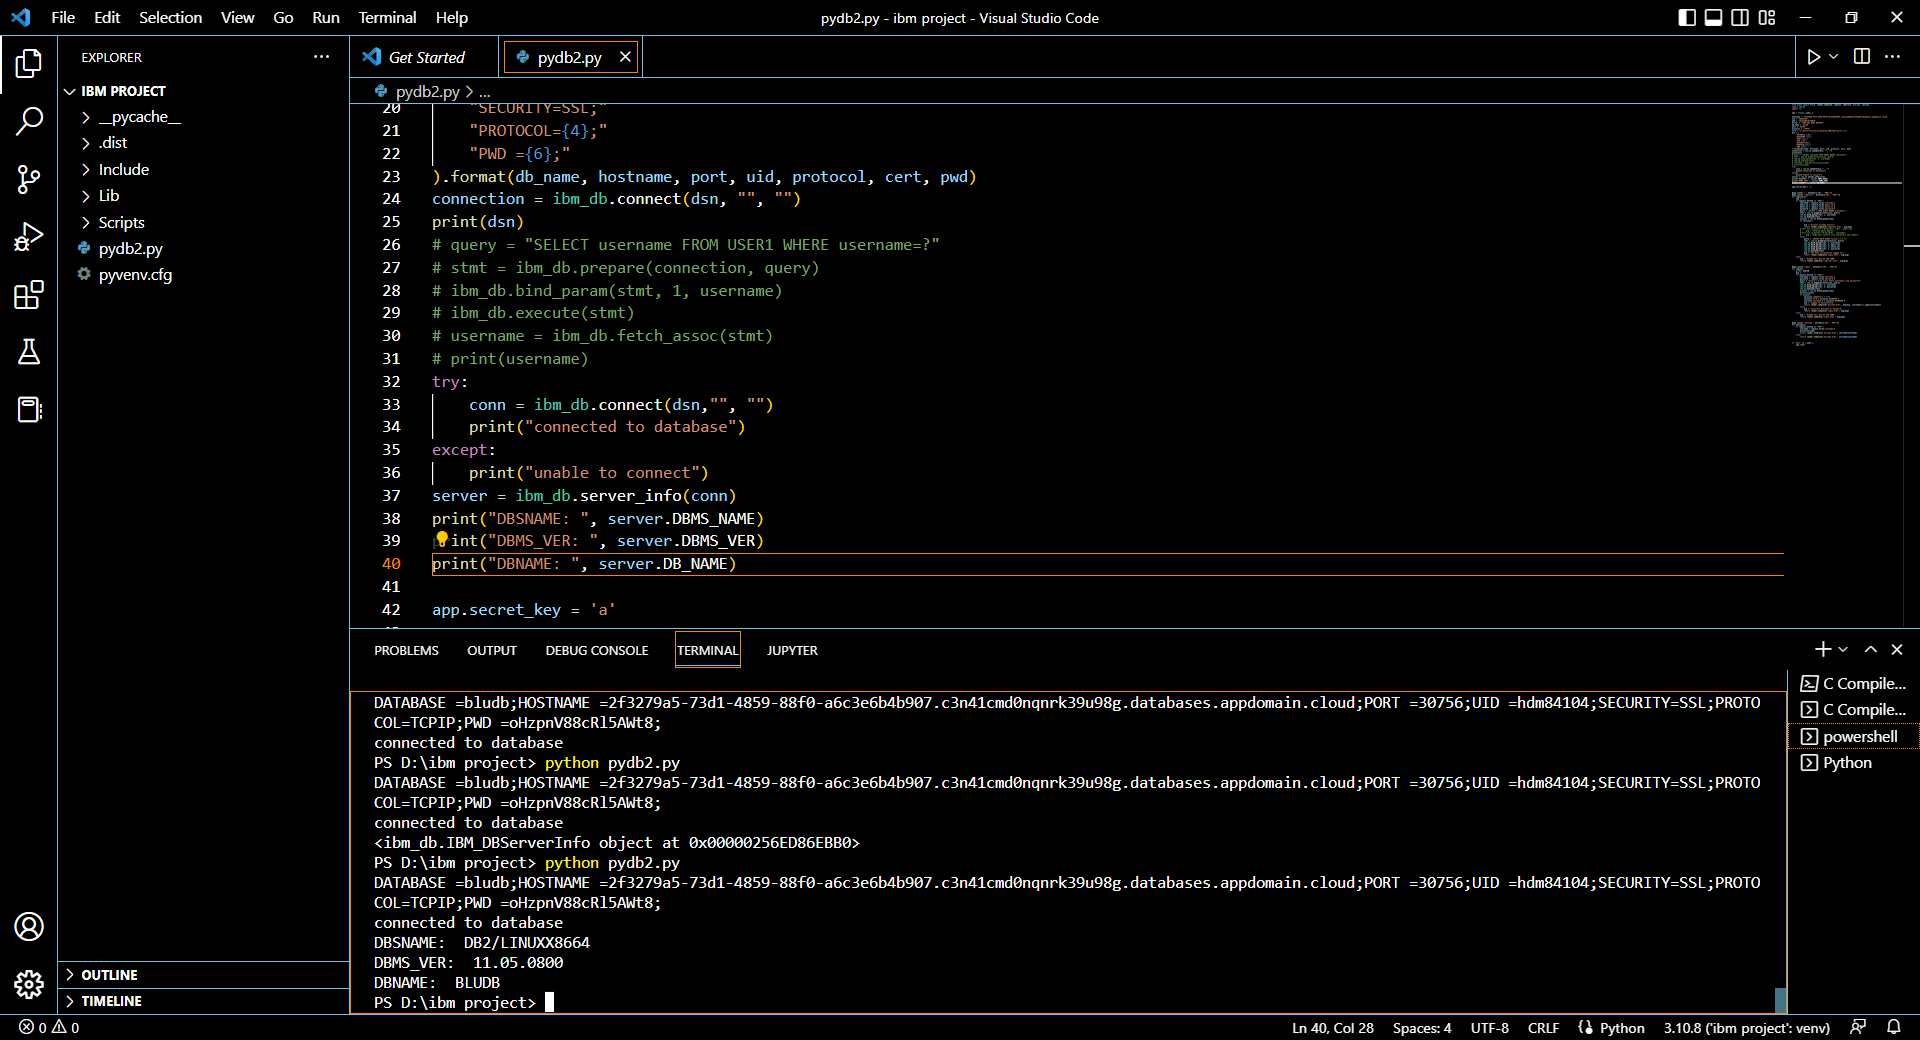 File Edit Selection View Go Run Terminal Help
pydb2.py - ibm project - Visual Studio Code
EXPLORER
Get Started
pydb2.py
IBM PROJECT
__pycache__
.dist
Include
Lib
Scripts
pydb2.py
pyvenv.cfg
pydb2.py > ...
20 "SECURITY=SSL;"
21 "PROTOCOL={4};"
22 "PWD ={6};"
23 ).format(db_name, hostname, port, uid, protocol, cert, pwd)
24 connection = ibm_db.connect(dsn, "", "")
25 print(dsn)
26 # query = "SELECT username FROM USER1 WHERE username=?"
27 # stmt = ibm_db.prepare(connection, query)
28 # ibm_db.bind_param(stmt, 1, username)
29 # ibm_db.execute(stmt)
30 # username = ibm_db.fetch_assoc(stmt)
31 # print(username)
32 try:
33 conn = ibm_db.connect(dsn,"", "")
34 print("connected to database")
35 except:
36 print("unable to connect")
37 server = ibm_db.server_info(conn)
38 print("DBSNAME: ", server.DBMS_NAME)
39 int("DBMS_VER: ", server.DBMS_VER)
40 print("DBNAME: ", server.DB_NAME)
41
42 app.secret_key = 'a'
PROBLEMS OUTPUT DEBUG CONSOLE TERMINAL JUPYTER
DATABASE =bludb;HOSTNAME =2f3279a5-73d1-4859-88f0-a6c3e6b4b907.c3n41cmd0nqnrk39u98g.databases.appdomain.cloud;PORT =30756;UID =hdm84104;SECURITY=SSL;PROTO
COL=TCPIP;PWD =oHzpnV88cRl5AWt8;
connected to database
PS D:\ibm project> python pydb2.py
DATABASE =bludb;HOSTNAME =2f3279a5-73d1-4859-88f0-a6c3e6b4b907.c3n41cmd0nqnrk39u98g.databases.appdomain.cloud;PORT =30756;UID =hdm84104;SECURITY=SSL;PROTO
COL=TCPIP;PWD =oHzpnV88cRl5AWt8;
connected to database
<ibm_db.IBM_DBServerInfo object at 0x00000256ED86EBB0>
PS D:\ibm project> python pydb2.py
DATABASE =bludb;HOSTNAME =2f3279a5-73d1-4859-88f0-a6c3e6b4b907.c3n41cmd0nqnrk39u98g.databases.appdomain.cloud;PORT =30756;UID =hdm84104;SECURITY=SSL;PROTO
COL=TCPIP;PWD =oHzpnV88cRl5AWt8;
connected to database
DBSNAME:  DB2/LINUXX8664
DBMS_VER:  11.05.0800
DBNAME:  BLUDB
PS D:\ibm project>
C Compile...
C Compile...
powershell
Python
OUTLINE
TIMELINE
0 0
Ln 40, Col 28 Spaces: 4 UTF-8 CRLF Python 3.10.8 ('ibm project': venv)